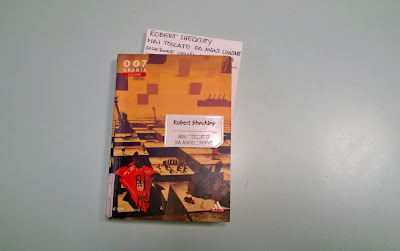 ROBERT SHECKLEY
MAI TOCCATO DA MANI UMANE
007
URANIA
Robert Sheckley
MAI TOCCATO
DA MANI UMANE